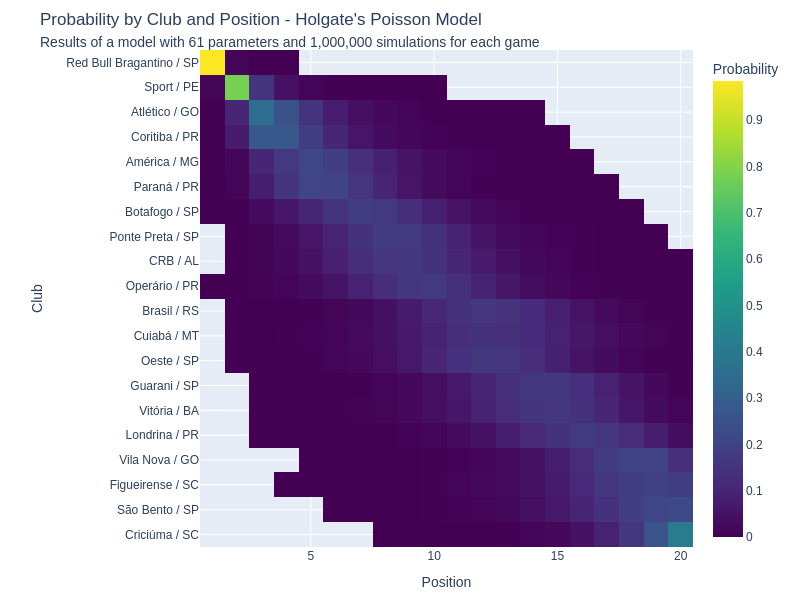 Probability by Club and Position - Holgate's Poisson Model
Results of a model with 61 parameters and 1,000,000 simulations for each game
Probability
Red Bull Bragantino / SP
Sport / PE
Atlético / GO
Coritiba / PR
América / MG
Paraná / PR
Botafogo / SP
Ponte Preta / SP
CRB / AL
Operário / PR
Brasil / RS
Cuiabá / MT
Oeste / SP
Guarani / SP
Vitória / BA
Londrina / PR
Vila Nova / GO
Figueirense / SC
São Bento / SP
Criciúma / SC
Club
5
10
15
20
Position
0.9
0.8
0.7
0.6
0.5
0.4
0.3
0.2
0.1
0